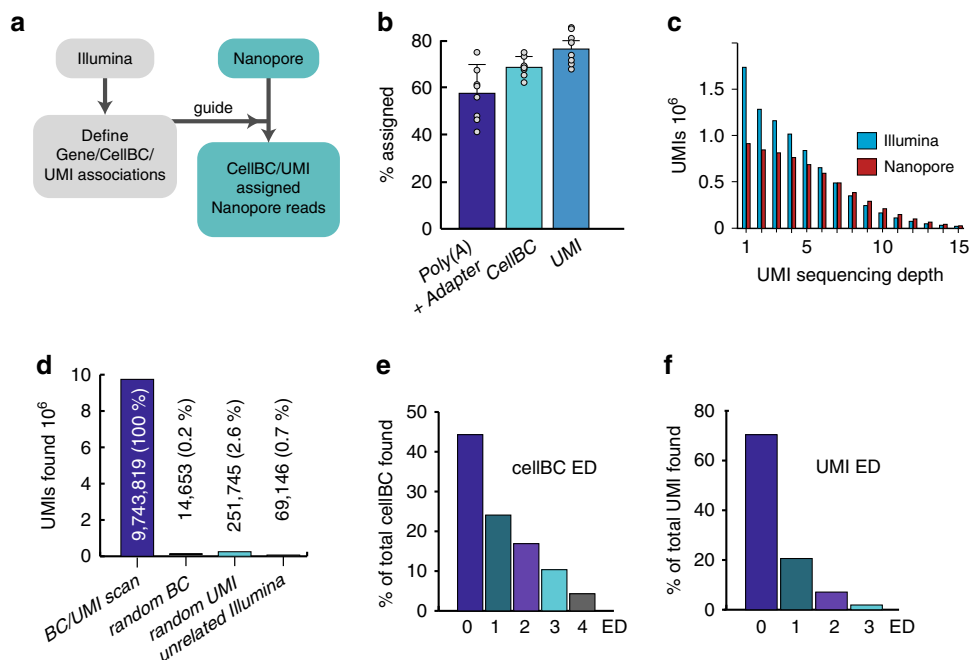 a
Illumina
Nanopore
guide
Define
Gene/CellBC/
UMI associations
CellBC/UMI
assigned
Nanopore reads
b
% assigned
80
60
40
20
0
Poly(A)
+ Adapter
CellBC
UMI
c
UMIs 10^6
1.5
1.0
0.5
0
Illumina
Nanopore
1
5
10
15
UMI sequencing depth
d
UMIs found 10^6
10
8
6
4
2
0
9,743,819 (100 %)
14,653 (0.2 %)
251,745 (2.6 %)
69,146 (0.7 %)
BC/UMI scan
random BC
random UMI
unrelated Illumina
e
% of total cellBC found
50
40
30
20
10
0
cellBC ED
0 1 2 3 4 ED
f
% of total UMI found
80
60
40
20
0
UMI ED
0 1 2 3 ED